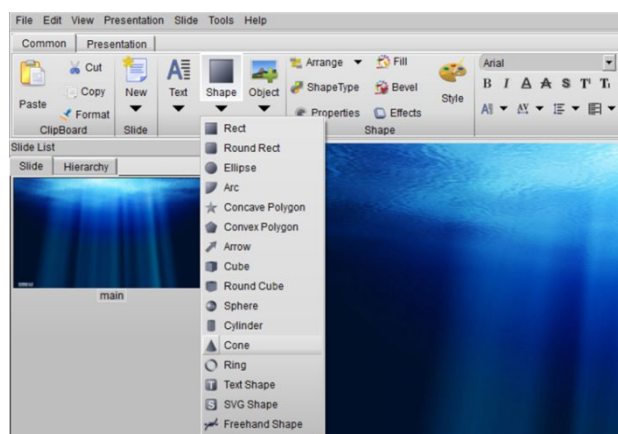 File Edit View Presentation Slide Tools Help
Common Presentation
Cut
Copy
Format
Paste
ClipBoard
New
Slide
Text
Shape
Object
Arrange
Fill
ShapeType
Bevel
Properties
Effects
Style
Shape
Arial
B I A A S
Slide List
Slide Hierarchy
main
Rect
Round Rect
Ellipse
Arc
Concave Polygon
Convex Polygon
Arrow
Cube
Round Cube
Sphere
Cylinder
Cone
Ring
Text Shape
SVG Shape
Freehand Shape